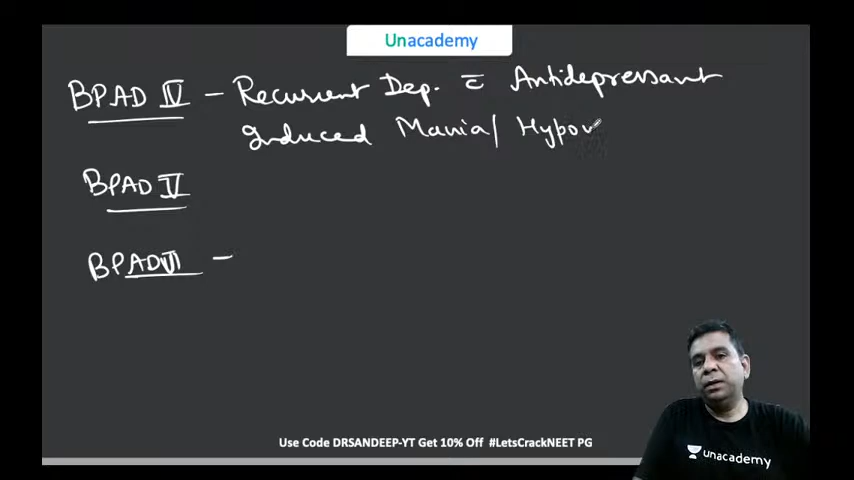 Unacademy
BPAD IV - Recurrent Dep. c̄ Antidepressant
Induced Mania/
BPAD V
BPAD VI -
unacademy
Use Code DRSANDEEP-YT Get 10% Off #LetsCrackNEET PG